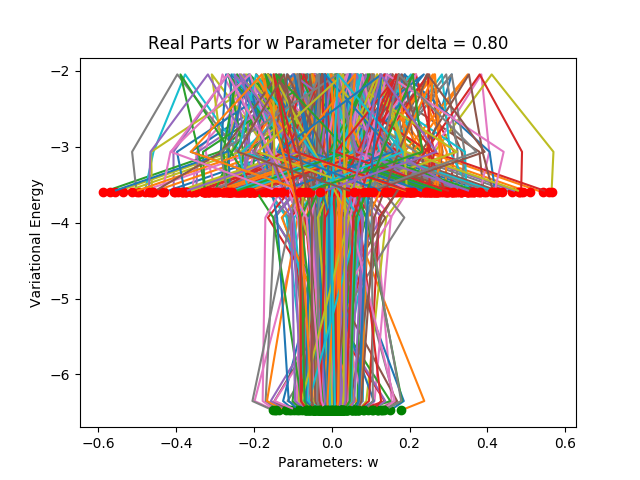 Real Parts for w Parameter for delta = 0.80
−2
−3
−4
−5
−6
Variational Energy
−0.6 −0.4 −0.2 0.0 0.2 0.4 0.6
Parameters: w